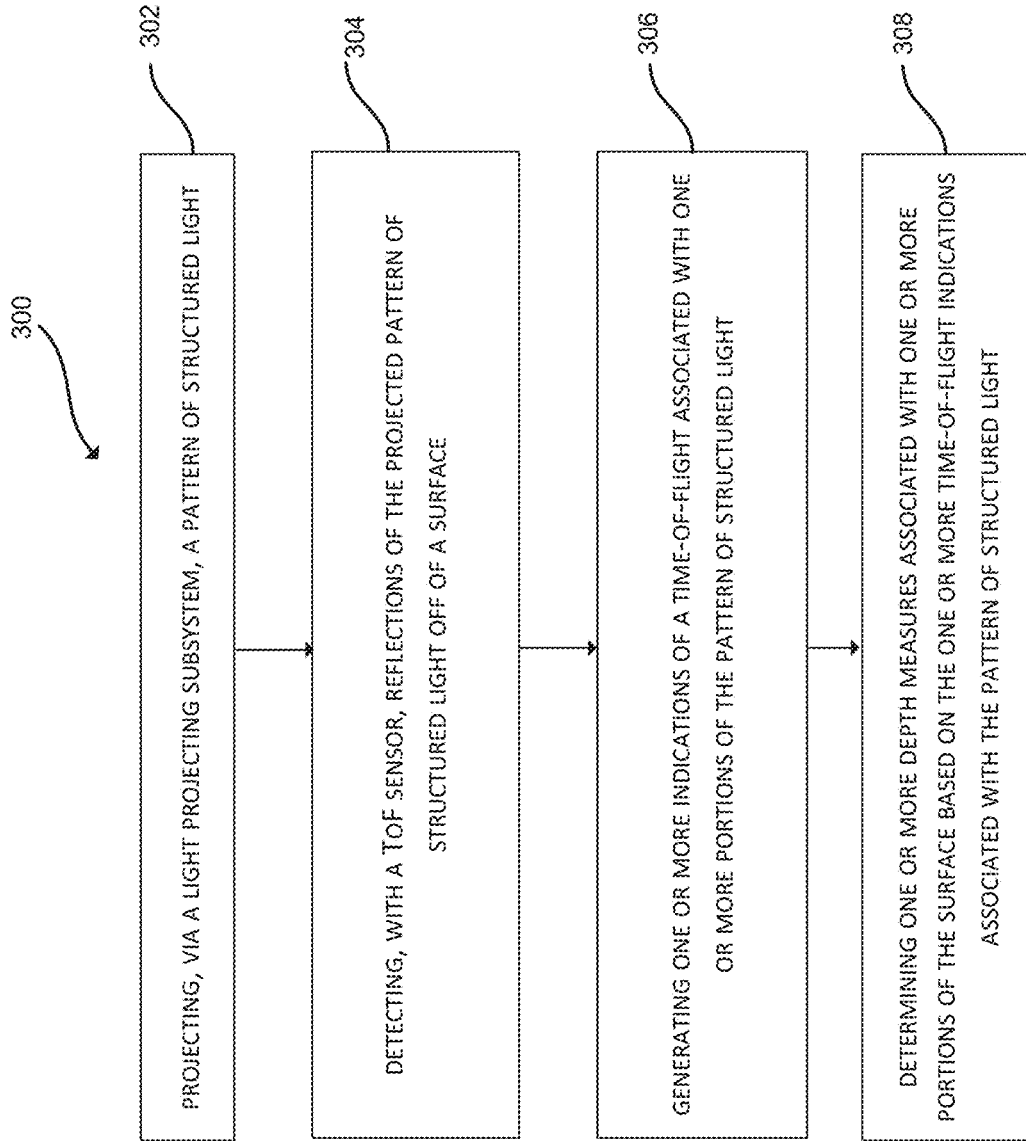 300
PROJECTING, VIA A LIGHT PROJECTING SUBSYSTEM, A PATTERN OF STRUCTURED LIGHT
302
DETECTING, WITH A TOF SENSOR, REFLECTIONS OF THE PROJECTED PATTERN OF
STRUCTURED LIGHT OFF OF A SURFACE
304
GENERATING ONE OR MORE INDICATIONS OF A TIME-OF-FLIGHT ASSOCIATED WITH ONE
OR MORE PORTIONS OF THE PATTERN OF STRUCTURED LIGHT
306
DETERMINING ONE OR MORE DEPTH MEASURES ASSOCIATED WITH ONE OR MORE
PORTIONS OF THE SURFACE BASED ON THE ONE OR MORE TIME-OF-FLIGHT INDICATIONS
ASSOCIATED WITH THE PATTERN OF STRUCTURED LIGHT
308